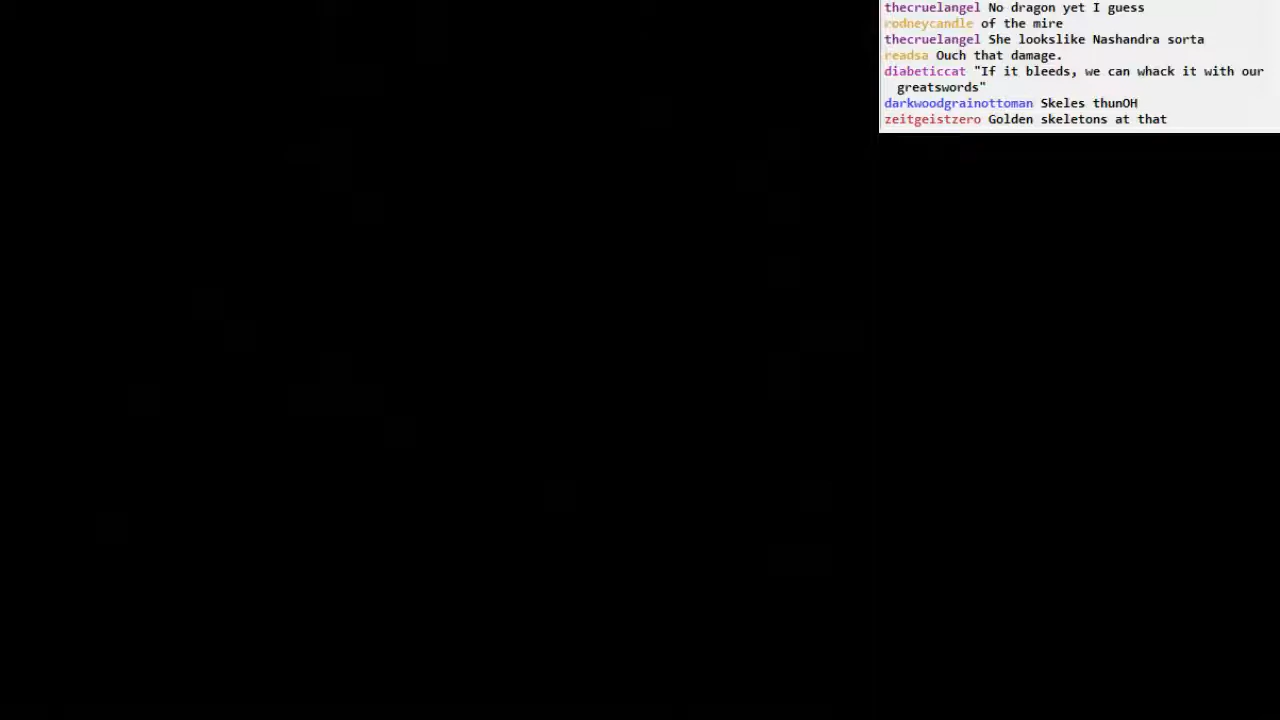 thecruelangel No dragon yet I guess
rodneycandle of the mire
thecruelangel She lookslike Nashandra sorta
readsa Ouch that damage.
diabeticcat "If it bleeds, we can whack it with our
greatswords"
darkwoodgrainottoman Skeles thunOH
zeitgeistzero Golden skeletons at that